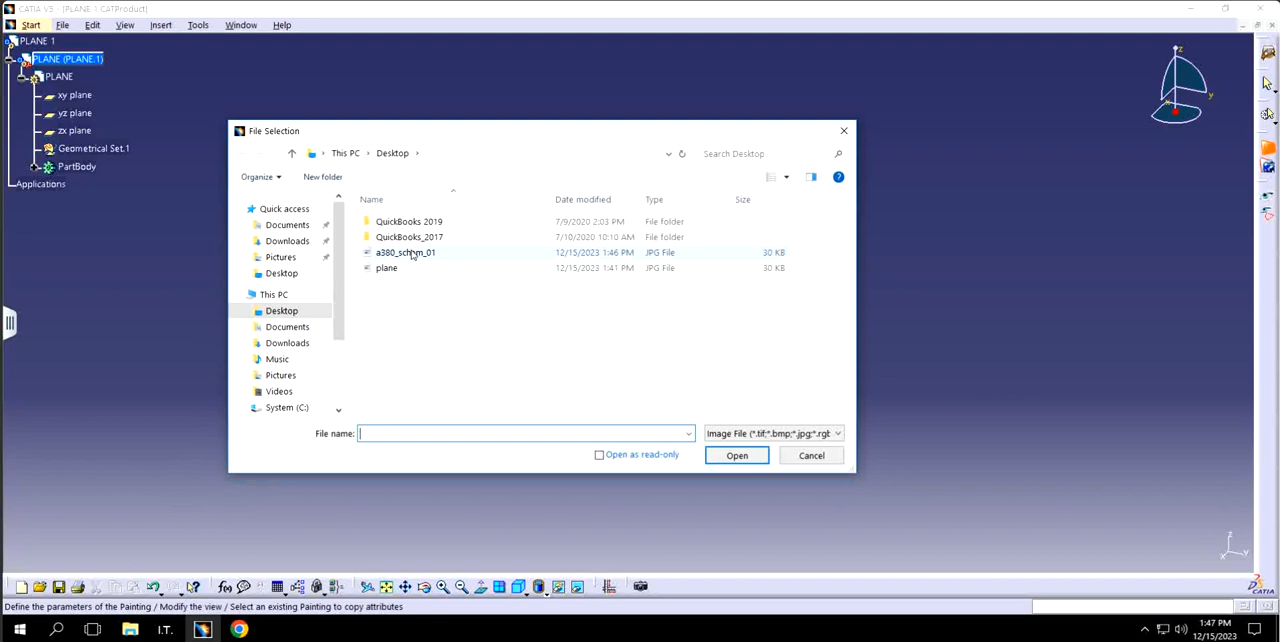 CATIA V5 - [PLANE 1 CATProduct]
Start File Edit View Insert Tools Window Help
PLANE 1
PLANE (PLANE.1)
PLANE
xy plane
yz plane
zx plane
Geometrical Set.1
PartBody
Applications
z
y
x
File Selection
This PC Desktop
Search Desktop
Organize New folder
Name Date modified Type Size
QuickBooks 2019 7/9/2020 2:03 PM File folder
QuickBooks_2017 7/10/2020 10:10 AM File folder
a380_schem_01 12/15/2023 1:46 PM JPG File 30 KB
plane 12/15/2023 1:41 PM JPG File 30 KB
Quick access
Documents
Downloads
Pictures
Desktop
This PC
Desktop
Documents
Downloads
Music
Pictures
Videos
System (C:)
File name: Image File (*.tif;*.bmp;*.jpg;*.rgb
Open as read-only Open Cancel
z
x y
CATIA
Define the parameters of the Painting / Modify the view / Select an existing Painting to copy attributes
I.T.
1:47 PM
12/15/2023